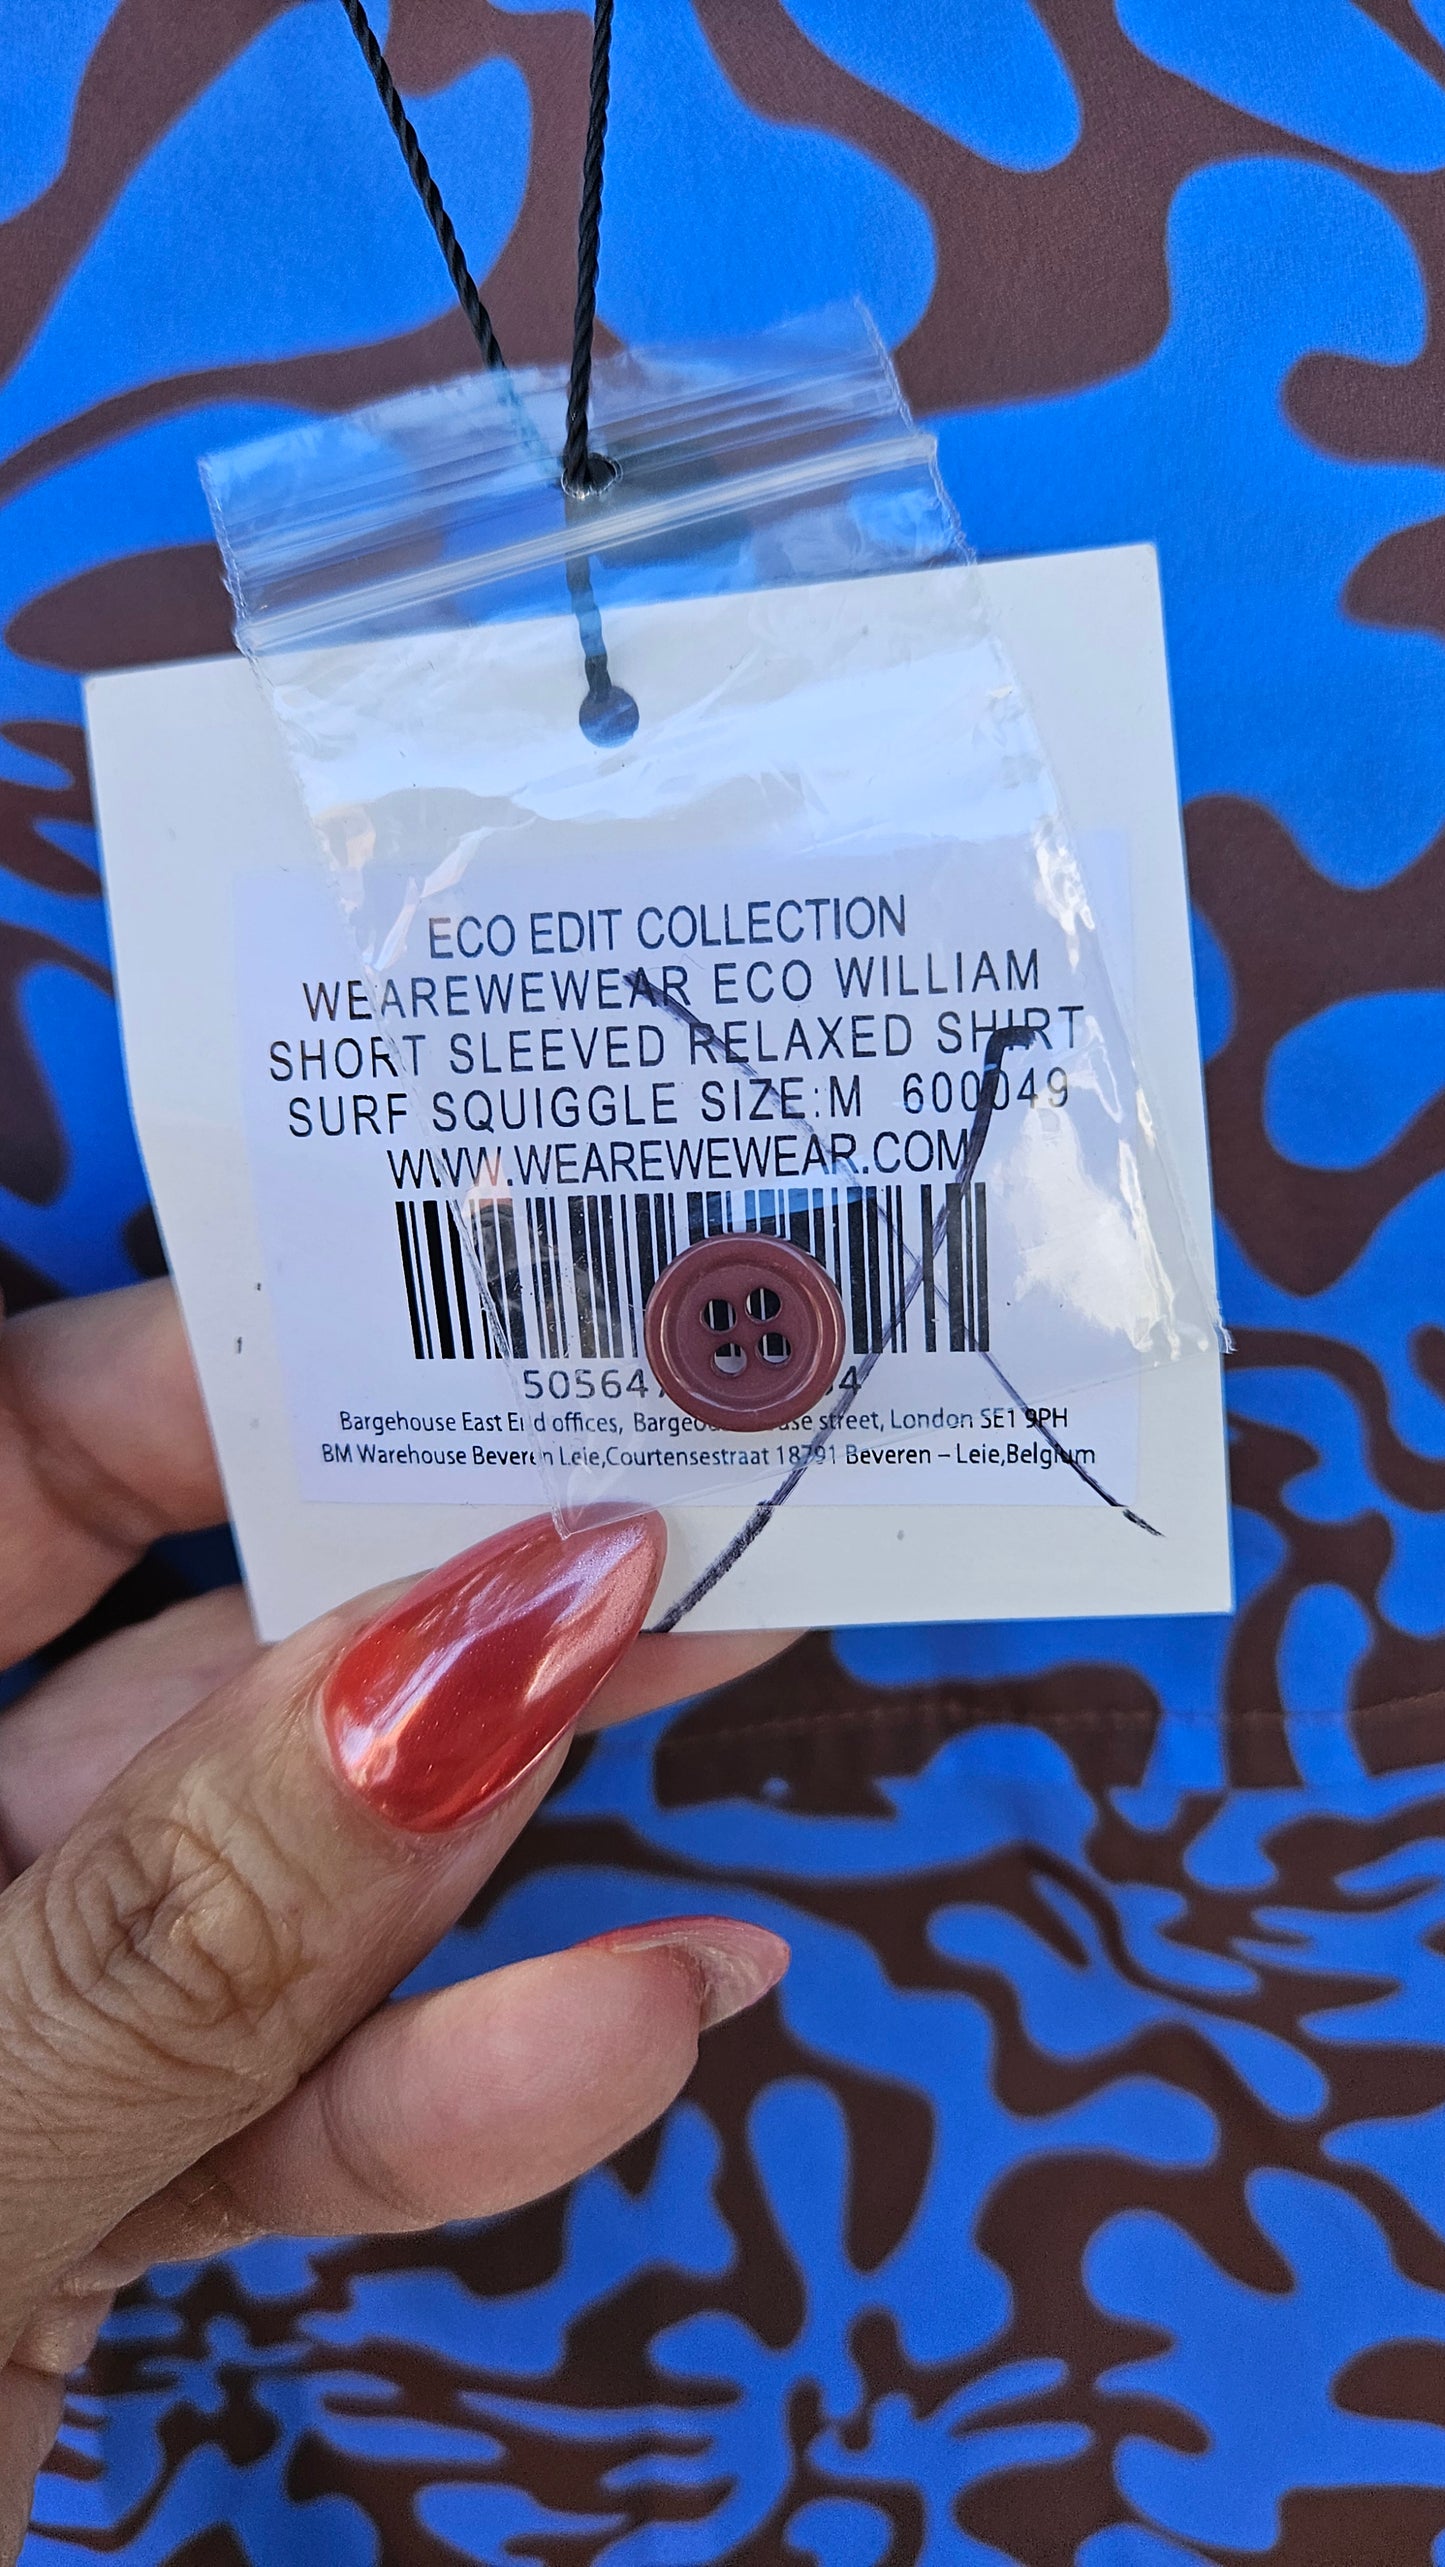 ECO EDIT COLLECTION
WEAREWEWEAR ECO WILLIAM
SHORT SLEEVED RELAXED SHIRT
SURF SQUIGGLE SIZE:M 600049
WWW.WEAREWEWEAR.COM
Bargehouse East End offices, street, London SE1 9PH
BM Warehouse Beveren Leie,Courtensestraat 18791 Beveren – Leie,Belgium